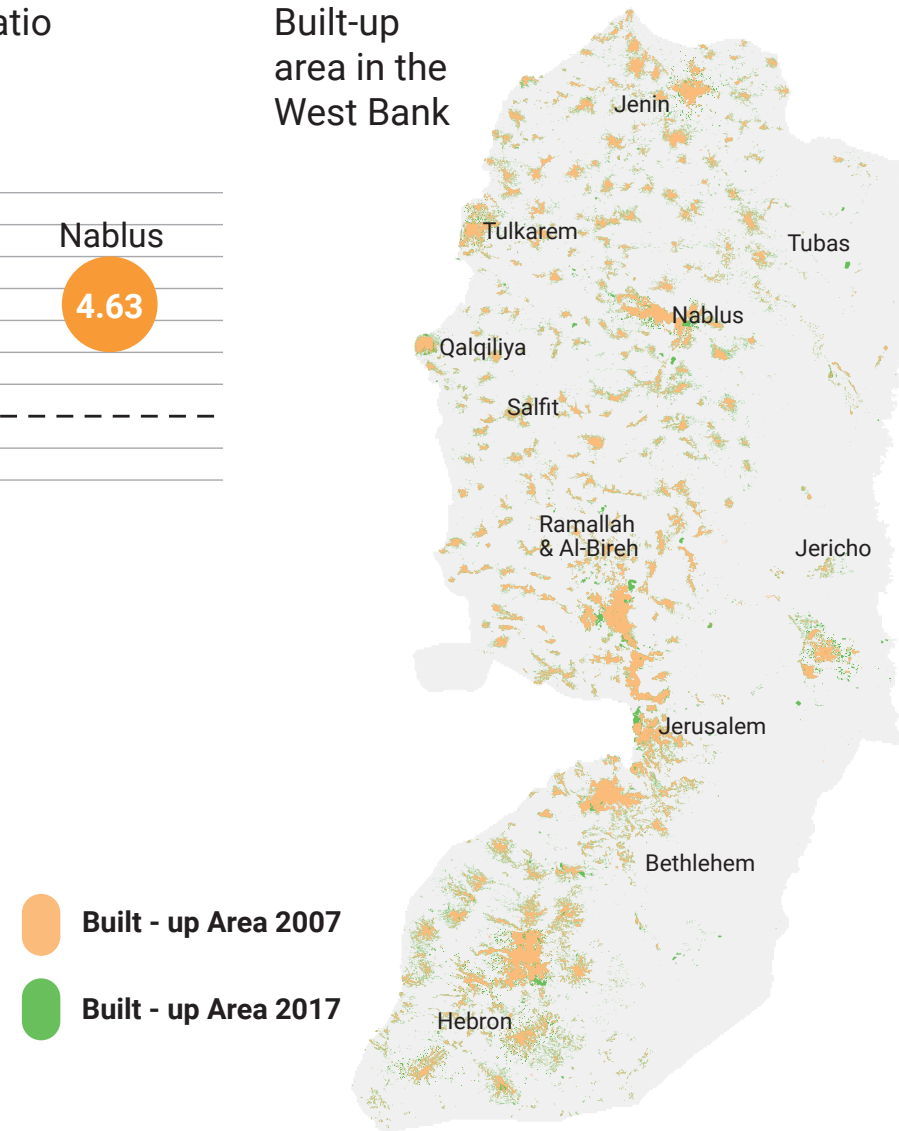 Built-up
area in the
West Bank
Nablus
4.63
Jenin
Tulkarem
Tubas
Nablus
Qalqiliya
Salfit
Ramallah
& Al-Bireh
Jericho
Jerusalem
Bethlehem
Hebron
Built - up Area 2007
Built - up Area 2017